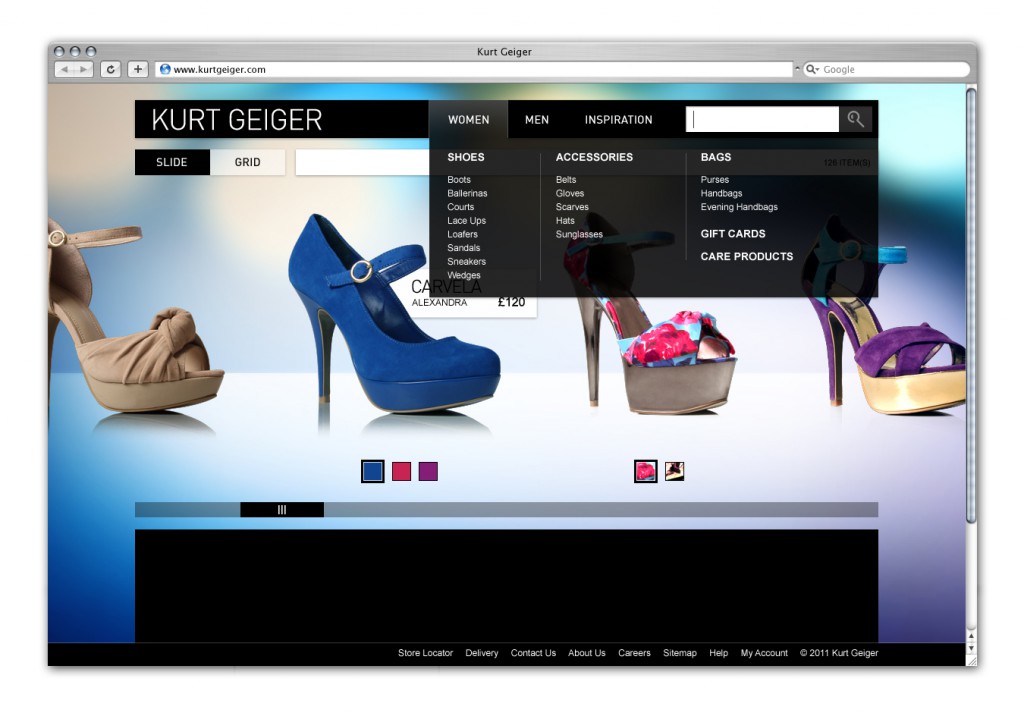 Kurt Geiger
www.kurtgeiger.com
Google
KURT GEIGER
WOMEN MEN INSPIRATION
SLIDE GRID
126 ITEM(S)
SHOES
Boots
Ballerinas
Courts
Lace Ups
Loafers
Sandals
Sneakers
Wedges
ACCESSORIES
Belts
Gloves
Scarves
Hats
Sunglasses
BAGS
Purses
Handbags
Evening Handbags
GIFT CARDS
CARE PRODUCTS
CARVELA
ALEXANDRA £120
Store Locator Delivery Contact Us About Us Careers Sitemap Help My Account © 2011 Kurt Geiger